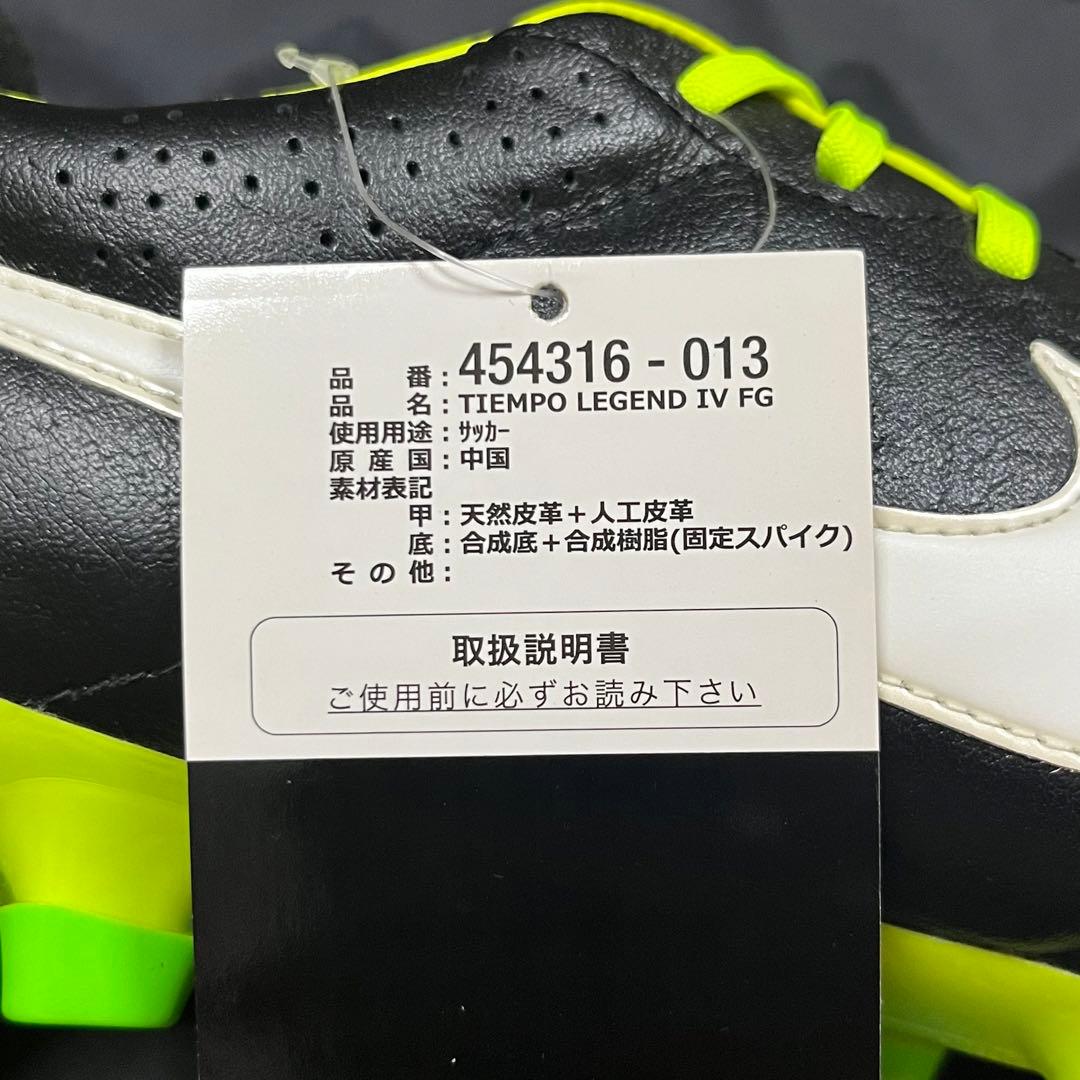 品番：454316 - 013
品名：TIEMPO LEGEND IV FG
使用用途：ｻｯｶｰ
原産国：中国
素材表記
甲：天然皮革＋人工皮革
底：合成底＋合成樹脂(固定スパイク)
その他：
取扱説明書
ご使用前に必ずお読み下さい